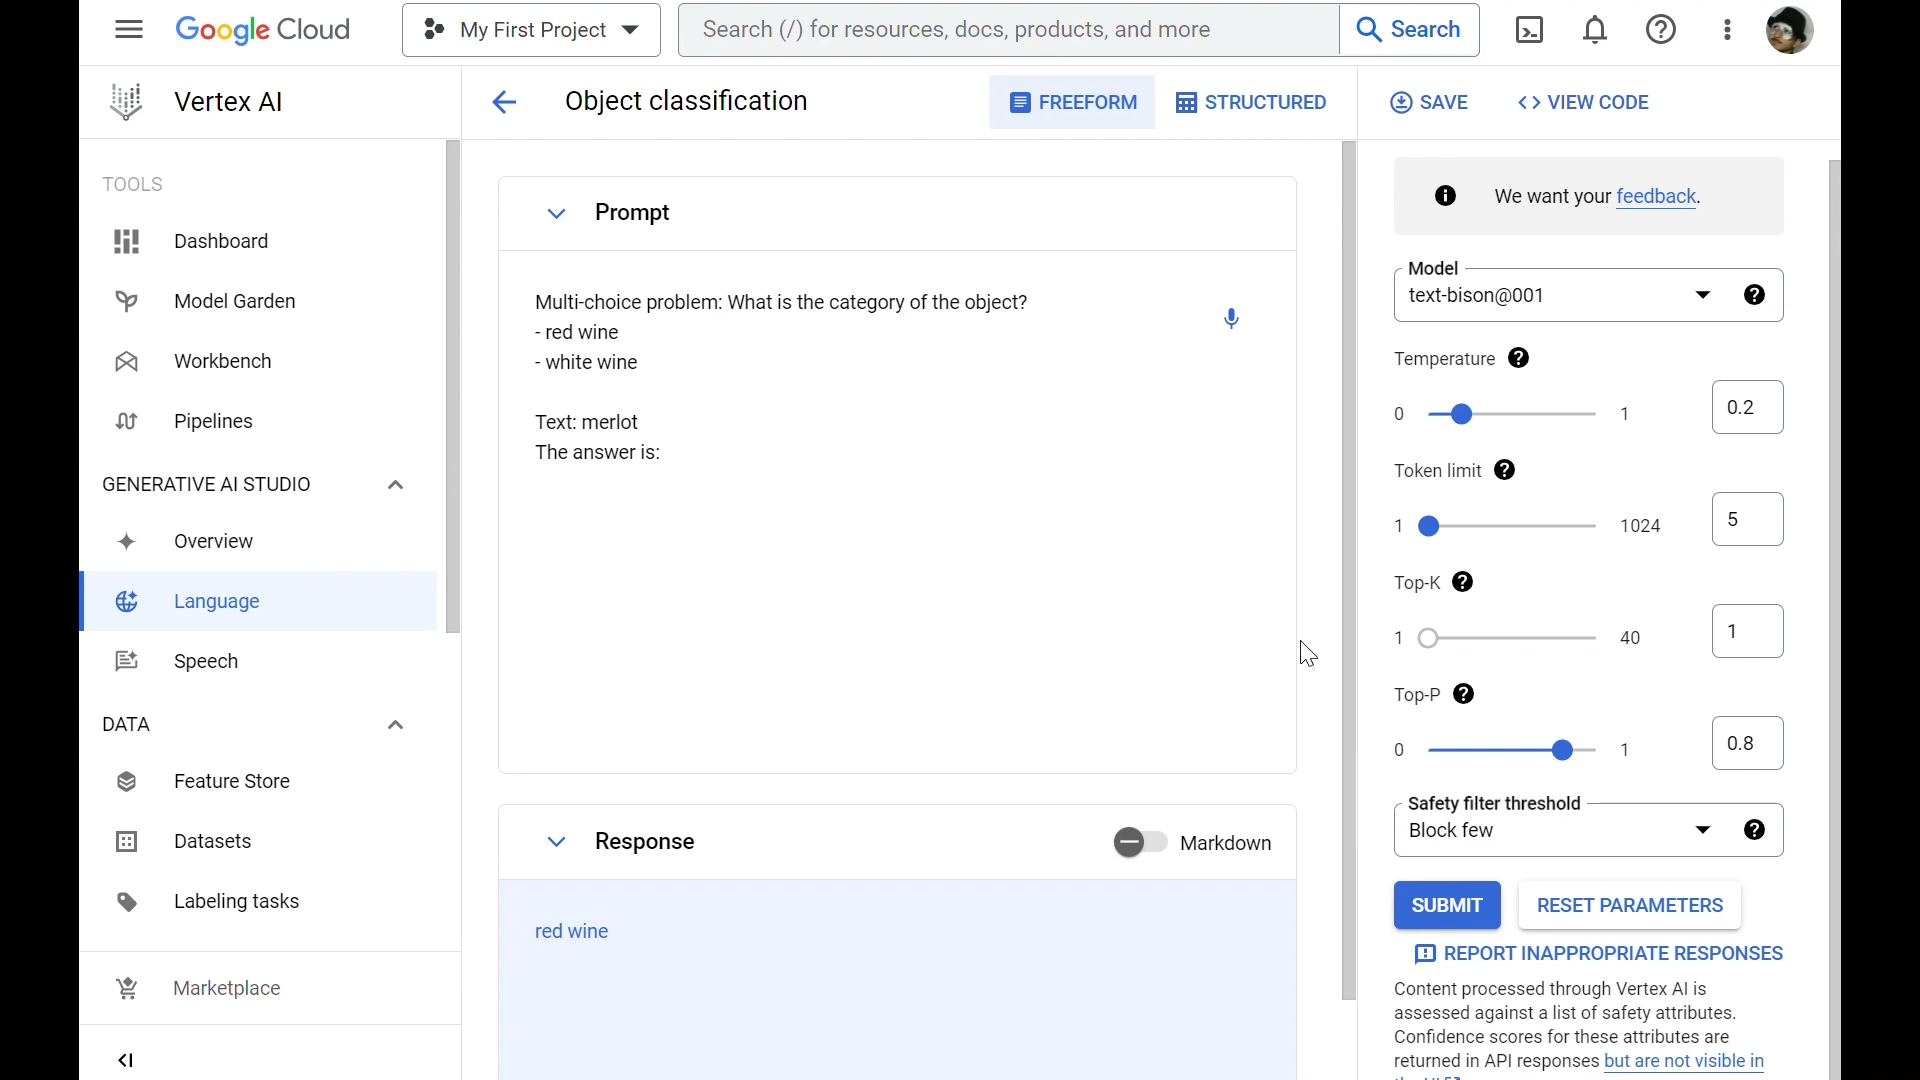 Google Cloud
My First Project
Search (/) for resources, docs, products, and more
Search
Vertex AI
Object classification
FREEFORM
STRUCTURED
SAVE
<> VIEW CODE
TOOLS
Dashboard
Model Garden
Workbench
Pipelines
GENERATIVE AI STUDIO
Overview
Language
Speech
DATA
Feature Store
Datasets
Labeling tasks
Marketplace
Prompt
Multi-choice problem: What is the category of the object?
- red wine
- white wine
Text: merlot
The answer is:
Response
Markdown
red wine
We want your feedback.
Model
text-bison@001
Temperature
0
1
0.2
Token limit
1
1024
5
Top-K
1
40
1
Top-P
0
1
0.8
Safety filter threshold
Block few
SUBMIT
RESET PARAMETERS
REPORT INAPPROPRIATE RESPONSES
Content processed through Vertex AI is
assessed against a list of safety attributes.
Confidence scores for these attributes are
returned in API responses but are not visible in